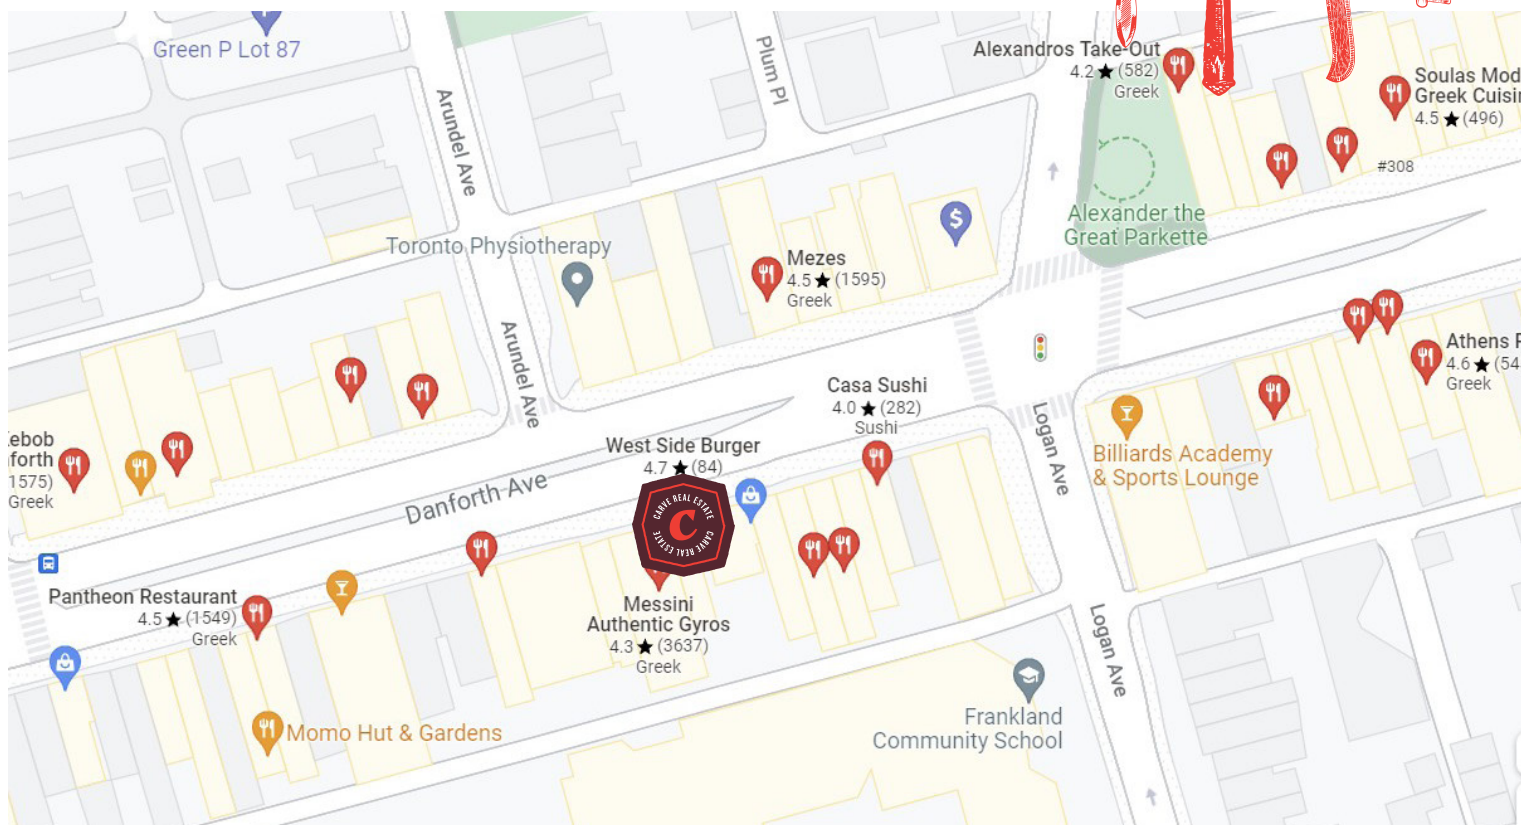 Green P Lot 87
Arundel Ave
Plum Pl
Alexandros Take-Out
4.2★(582)
Greek
Soulas Mod
Greek Cuisi
4.5★(496)
#308
Alexander the
Great Parkette
Toronto Physiotherapy
Mezes
4.5★(1595)
Greek
$
Arundel Ave
Athens
4.6★(54
Greek
Casa Sushi
4.0★(282)
Sushi
Logan Ave
Billiards Academy
& Sports Lounge
ebob
forth
1575)
Greek
West Side Burger
4.7★(84)
Danforth Ave
CARVE REAL ESTATE
C
CARVE REAL ESTATE
Pantheon Restaurant
4.5★(1549)
Greek
Messini
Authentic Gyros
4.3★(3637)
Greek
Logan Ave
Momo Hut & Gardens
Frankland
Community School